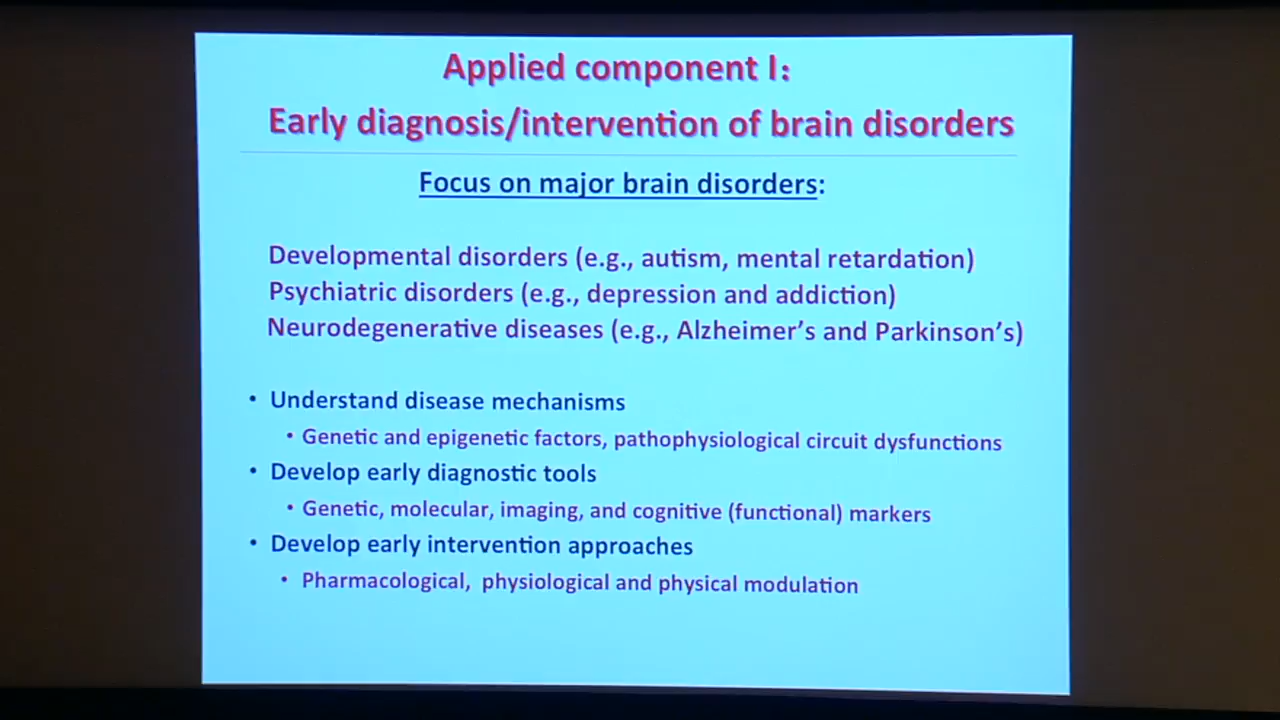 Applied component I:
Early diagnosis/intervention of brain disorders
Focus on major brain disorders:
Developmental disorders (e.g., autism, mental retardation)
Psychiatric disorders (e.g., depression and addiction)
Neurodegenerative diseases (e.g., Alzheimer's and Parkinson's)
• Understand disease mechanisms
• Genetic and epigenetic factors, pathophysiological circuit dysfunctions
• Develop early diagnostic tools
• Genetic, molecular, imaging, and cognitive (functional) markers
• Develop early intervention approaches
• Pharmacological, physiological and physical modulation